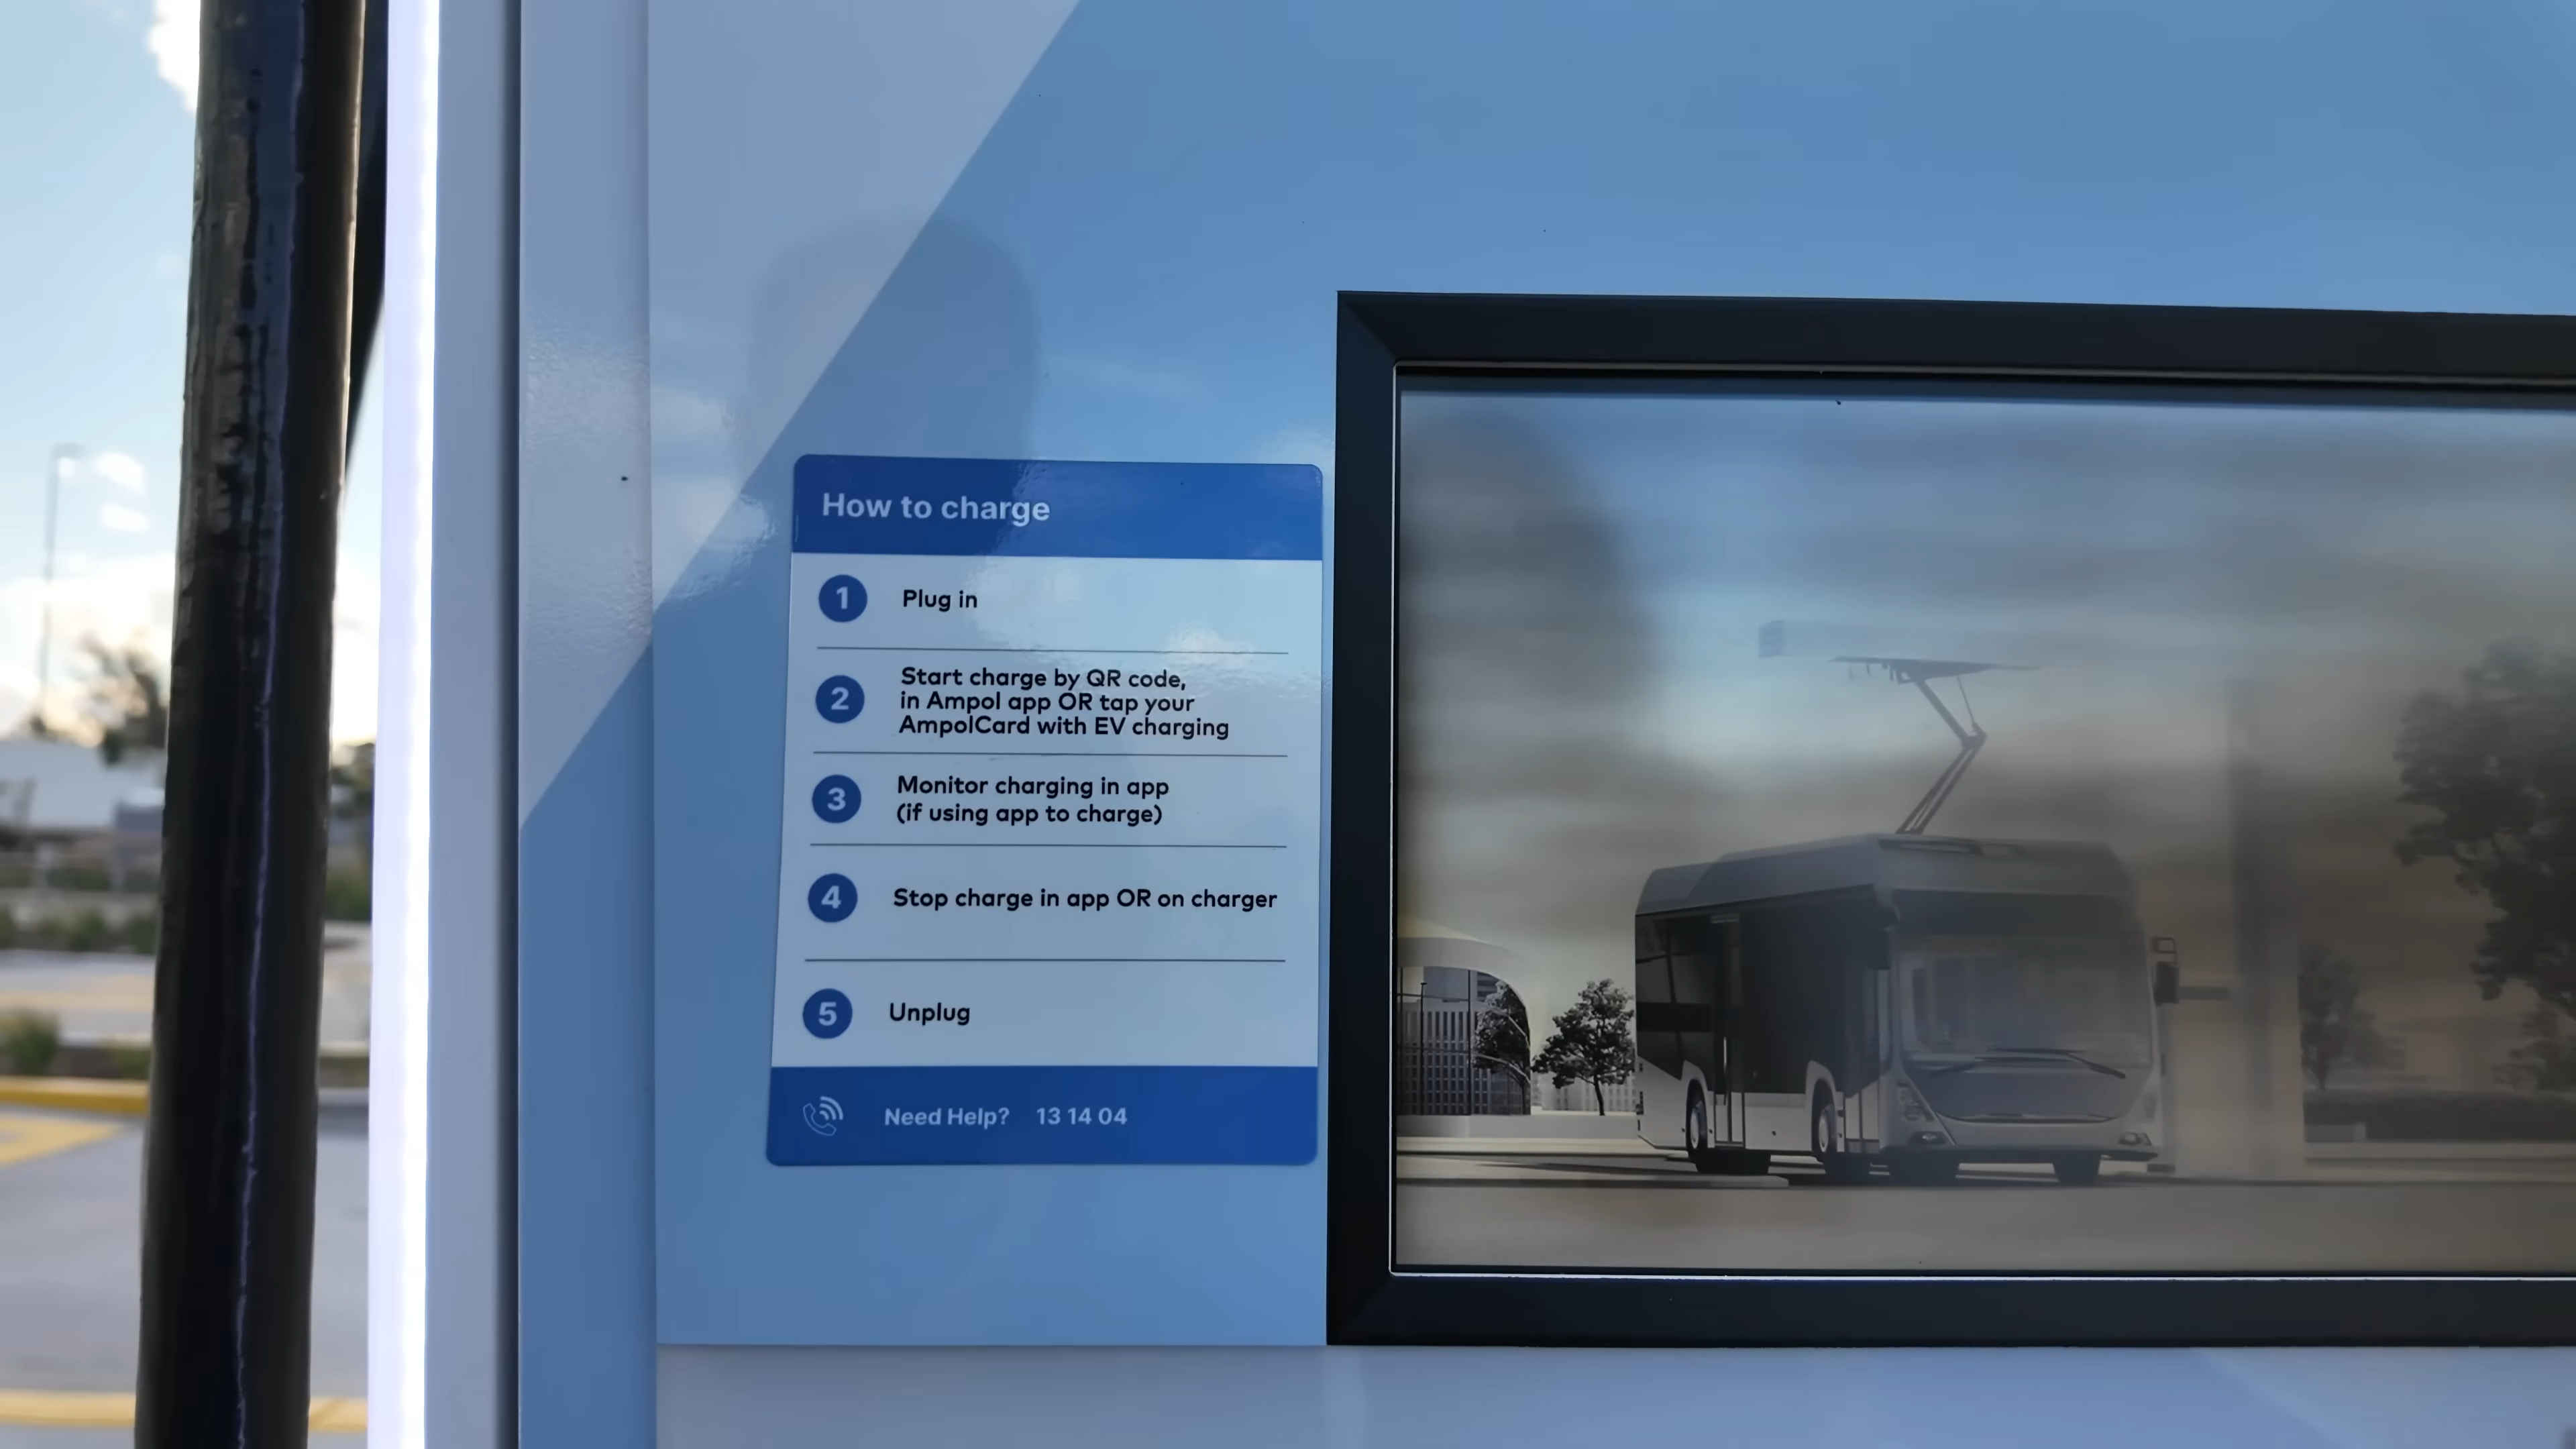 How to charge
1 Plug in
2 Start charge by QR code,
in Ampol app OR tap your
AmpolCard with EV charging
3 Monitor charging in app
(if using app to charge)
4 Stop charge in app OR on charger
5 Unplug
Need Help? 13 14 04